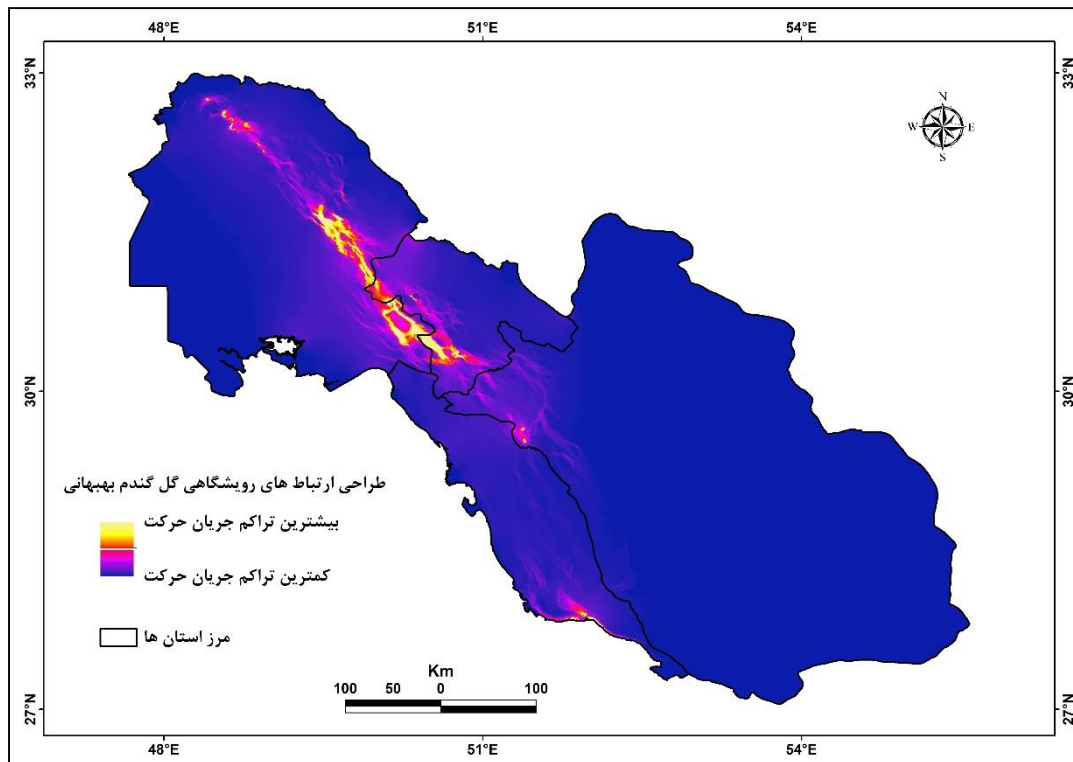 48°E 51°E 54°E
33°N 33°N
N
W E
S
30°N 30°N
طراحی ارتباط های رویشگاهی گل گندم بهبهانی
بیشترین تراکم جریان حرکت
کمترین تراکم جریان حرکت
مرز استان ها
Km
100 50 0 100
27°N 27°N
48°E 51°E 54°E